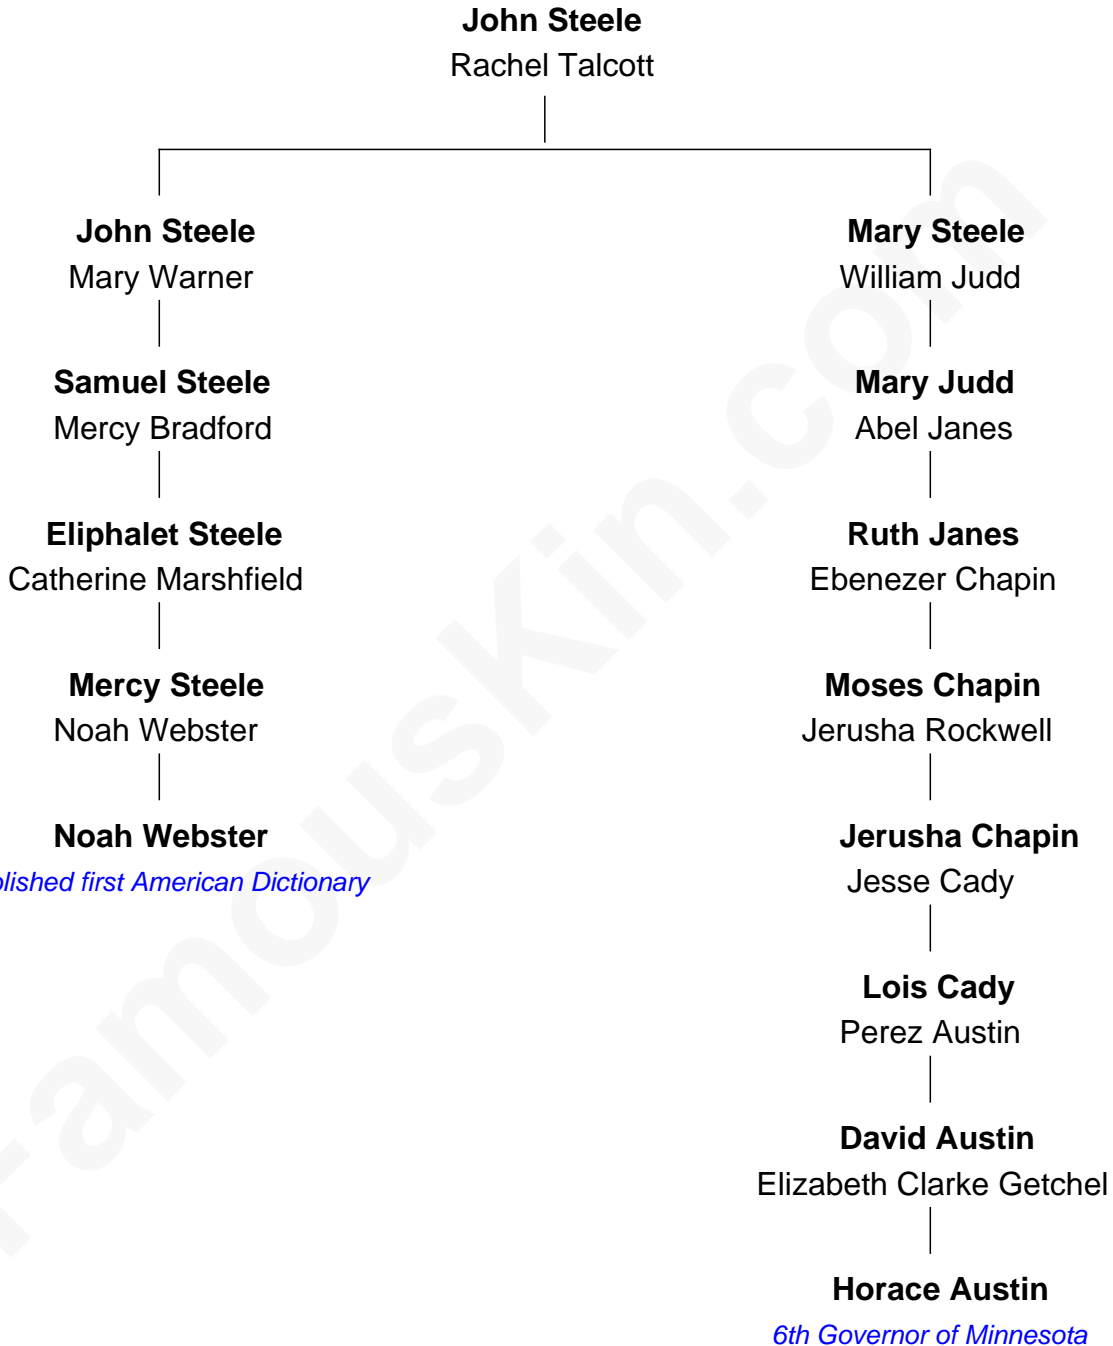 John Steele
Rachel Talcott
John Steele
Mary Warner
Mary Steele
William Judd
Samuel Steele
Mercy Bradford
Mary Judd
Abel Janes
Eliphalet Steele
Catherine Marshfield
Ruth Janes
Ebenezer Chapin
Mercy Steele
Noah Webster
Moses Chapin
Jerusha Rockwell
Noah Webster
first American Dictionary
Jerusha Chapin
Jesse Cady
Lois Cady
Perez Austin
David Austin
Elizabeth Clarke Getchel
Horace Austin
6th Governor of Minnesota
FamousKin.com